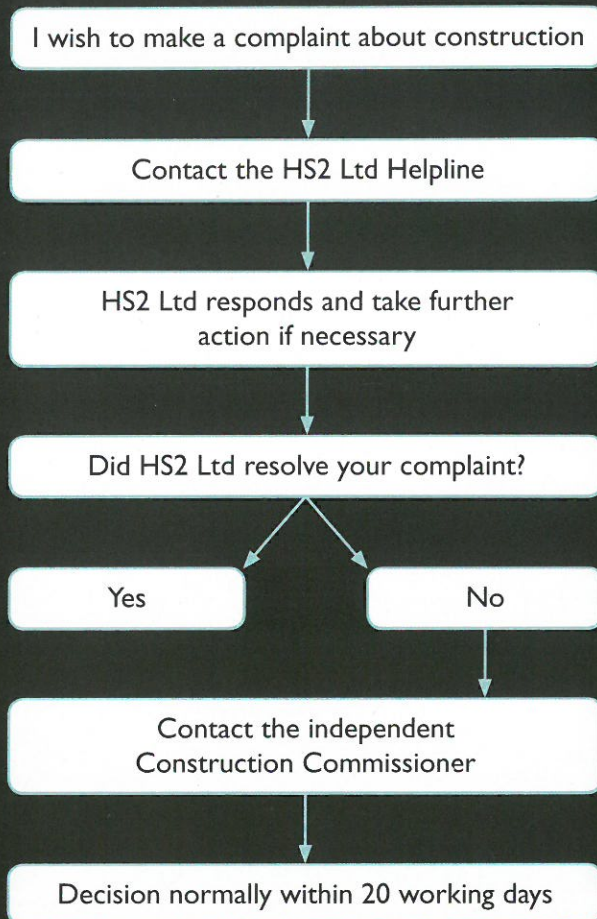 I wish to make a complaint about construction
Contact the HS2 Ltd Helpline
HS2 Ltd responds and take further
action if necessary
Did HS2 Ltd resolve your complaint?
Yes
No
Contact the independent
Construction Commissioner
Decision normally within 20 working days